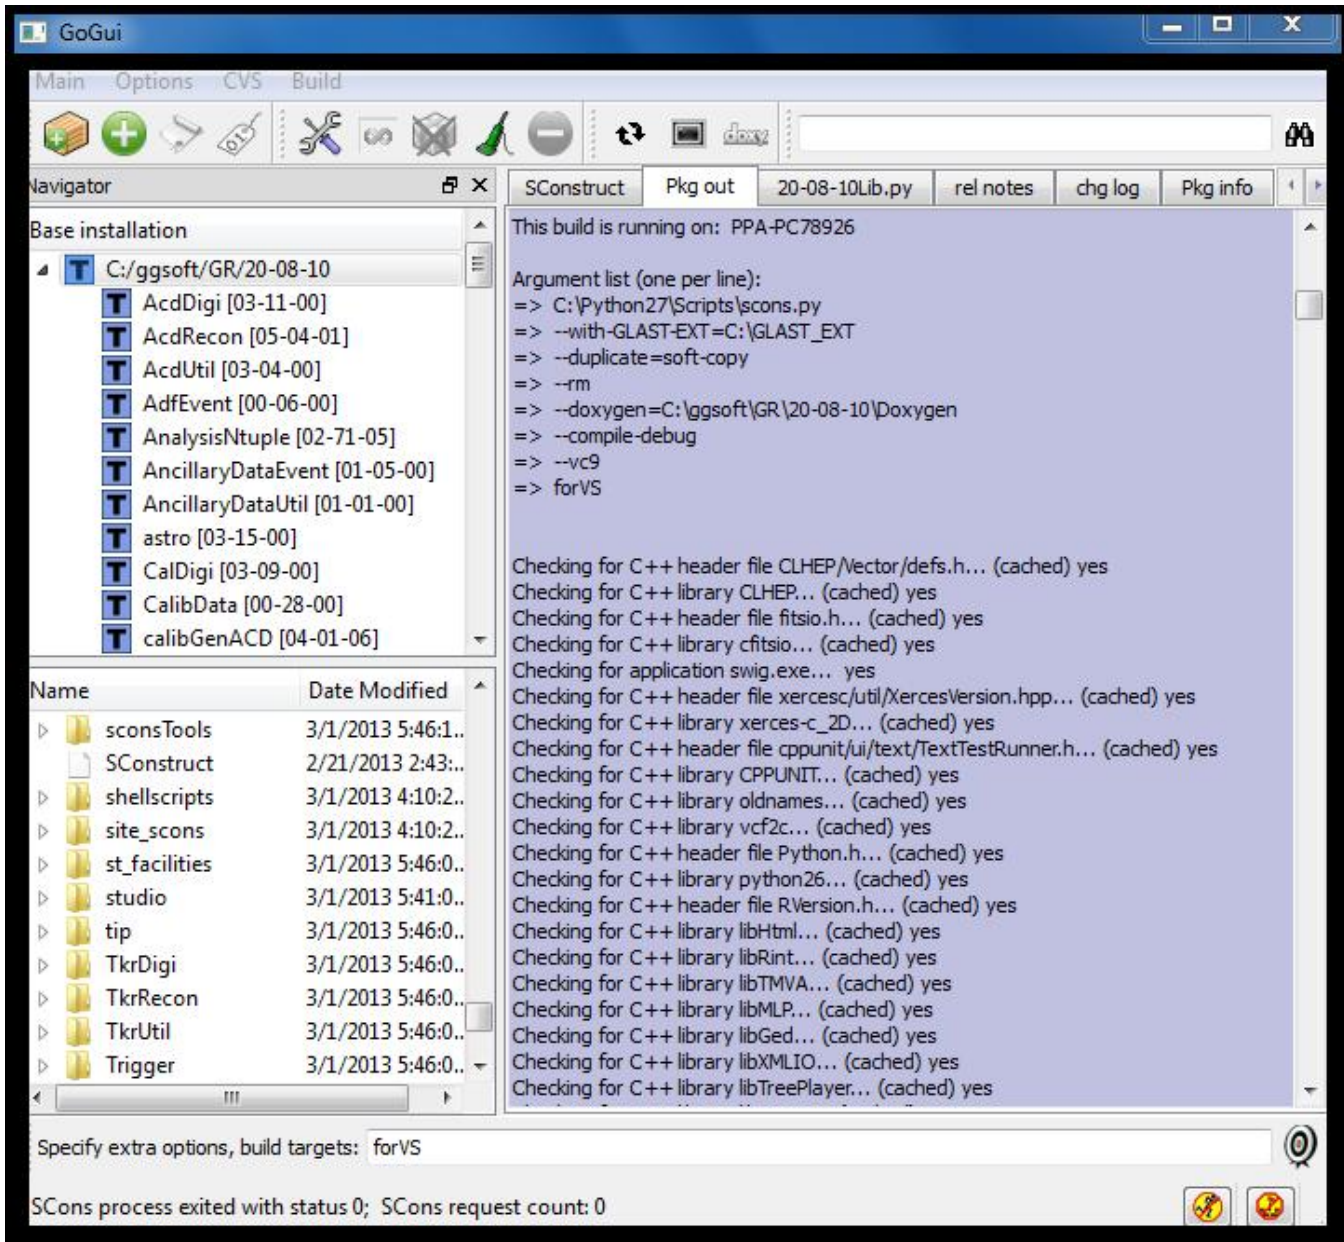 GoGui
Main Options CVS Build
doxy
Navigator
Base installation
C:/ggsoft/GR/20-08-10
T AcdDigi [03-11-00]
T AcdRecon [05-04-01]
T AcdUtil [03-04-00]
T AdfEvent [00-06-00]
T AnalysisNtuple [02-71-05]
T AncillaryDataEvent [01-05-00]
T AncillaryDataUtil [01-01-00]
T astro [03-15-00]
T CalDigi [03-09-00]
T CalibData [00-28-00]
T calibGenACD [04-01-06]
Name Date Modified
sconsTools 3/1/2013 5:46:1..
SConstruct 2/21/2013 2:43:..
shellscripts 3/1/2013 4:10:2..
site_scons 3/1/2013 4:10:2..
st_facilities 3/1/2013 5:46:0..
studio 3/1/2013 5:41:0..
tip 3/1/2013 5:46:0..
TkrDigi 3/1/2013 5:46:0..
TkrRecon 3/1/2013 5:46:0..
TkrUtil 3/1/2013 5:46:0..
Trigger 3/1/2013 5:46:0..
SConstruct Pkg out 20-08-10Lib.py rel notes chg log Pkg info
This build is running on: PPA-PC78926
Argument list (one per line):
=> C:\Python27\Scripts\scons.py
=> --with-GLAST-EXT=C:\GLAST_EXT
=> --duplicate=soft-copy
=> --rm
=> --doxygen=C:\ggsoft\GR\20-08-10\Doxygen
=> --compile-debug
=> --vc9
=> forVS
Checking for C++ header file CLHEP/Vector/defs.h... (cached) yes
Checking for C++ library CLHEP... (cached) yes
Checking for C++ header file fitsio.h... (cached) yes
Checking for C++ library cfitsio... (cached) yes
Checking for application swig.exe... yes
Checking for C++ header file xercesc/util/XercesVersion.hpp... (cached) yes
Checking for C++ library xerces-c_2D... (cached) yes
Checking for C++ header file cppunit/ui/text/TextTestRunner.h... (cached) yes
Checking for C++ library CPPUNIT... (cached) yes
Checking for C++ library oldnames... (cached) yes
Checking for C++ library vcf2c... (cached) yes
Checking for C++ header file Python.h... (cached) yes
Checking for C++ library python26... (cached) yes
Checking for C++ header file RVersion.h... (cached) yes
Checking for C++ library libHtml... (cached) yes
Checking for C++ library libRint... (cached) yes
Checking for C++ library libTMVA... (cached) yes
Checking for C++ library libMLP... (cached) yes
Checking for C++ library libGed... (cached) yes
Checking for C++ library libXMLIO... (cached) yes
Checking for C++ library libTreePlayer... (cached) yes
Specify extra options, build targets: forVS
SCons process exited with status 0; SCons request count: 0